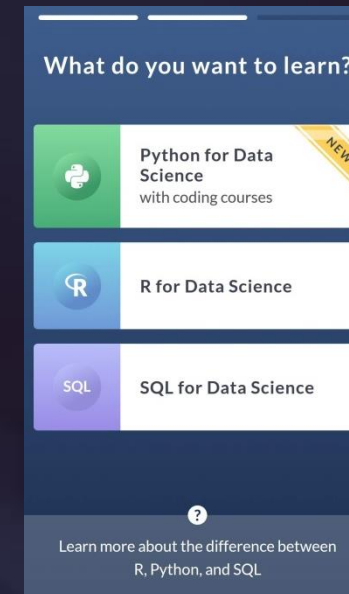 What do you want to learn?
NEW
Python for Data
Science
with coding courses
R
R for Data Science
SQL
SQL for Data Science
?
Learn more about the difference between
R, Python, and SQL